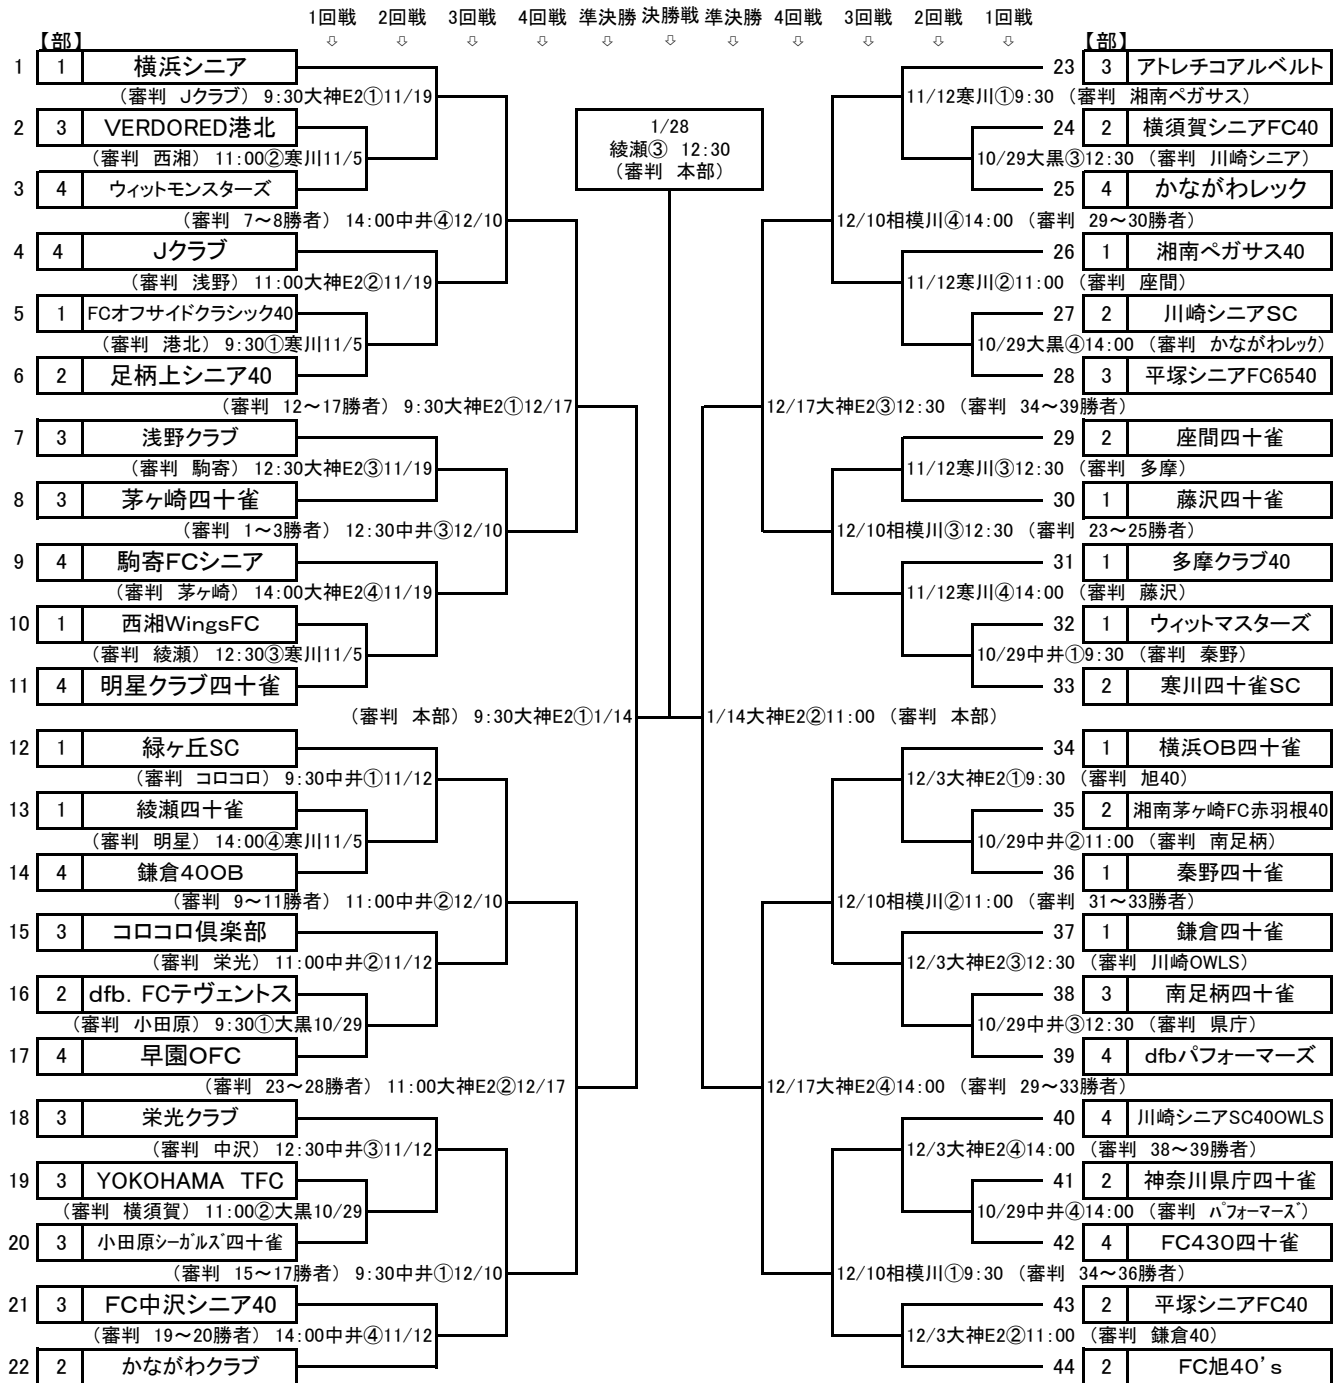 1回戦 2回戦 3回戦 4回戦 準決勝 決勝戦 準決勝 4回戦 3回戦 2回戦 1回戦
⇩ ⇩ ⇩ ⇩ ⇩ ⇩ ⇩ ⇩ ⇩ ⇩ ⇩
【部】
1 1 横浜シニア
(審判 Jクラブ) 9:30大神E2①11/19
2 3 VERDORED港北
(審判 西湘) 11:00②寒川11/5
3 4 ウィットモンスターズ
(審判 7~8勝者) 14:00中井④12/10
4 4 Jクラブ
(審判 浅野) 11:00大神E2②11/19
5 1 FCオフサイドクラシック40
(審判 港北) 9:30①寒川11/5
6 2 足柄上シニア40
(審判 12~17勝者) 9:30大神E2①12/17
7 3 浅野クラブ
(審判 駒寄) 12:30大神E2③11/19
8 3 茅ヶ崎四十雀
(審判 1~3勝者) 12:30中井③12/10
9 4 駒寄FCシニア
(審判 茅ヶ崎) 14:00大神E2④11/19
10 1 西湘WingsFC
(審判 綾瀬) 12:30③寒川11/5
11 4 明星クラブ四十雀
(審判 本部) 9:30大神E2①1/14
12 1 緑ヶ丘SC
(審判 コロコロ) 9:30中井①11/12
13 1 綾瀬四十雀
(審判 明星) 14:00④寒川11/5
14 4 鎌倉40OB
(審判 9~11勝者) 11:00中井②12/10
15 3 コロコロ倶楽部
(審判 栄光) 11:00中井②11/12
16 2 dfb. FCテヴェントス
(審判 小田原) 9:30①大黒10/29
17 4 早園OFC
(審判 23~28勝者) 11:00大神E2②12/17
18 3 栄光クラブ
(審判 中沢) 12:30中井③11/12
19 3 YOKOHAMA TFC
(審判 横須賀) 11:00②大黒10/29
20 3 小田原シーガルズ四十雀
(審判 15~17勝者) 9:30中井①12/10
21 3 FC中沢シニア40
(審判 19~20勝者) 14:00中井④11/12
22 2 かながわクラブ
1/28
綾瀬③ 12:30
(審判 本部)
【部】
23 3 アトレチコアルベルト
11/12寒川①9:30 (審判 湘南ペガサス)
24 2 横須賀シニアFC40
10/29大黒③12:30 (審判 川崎シニア)
25 4 かながわレック
12/10相模川④14:00 (審判 29~30勝者)
26 1 湘南ペガサス40
11/12寒川②11:00 (審判 座間)
27 2 川崎シニアSC
10/29大黒④14:00 (審判 かながわレック)
28 3 平塚シニアFC6540
12/17大神E2③12:30 (審判 34~39勝者)
29 2 座間四十雀
11/12寒川③12:30 (審判 多摩)
30 1 藤沢四十雀
12/10相模川③12:30 (審判 23~25勝者)
31 1 多摩クラブ40
11/12寒川④14:00 (審判 藤沢)
32 1 ウィットマスターズ
10/29中井①9:30 (審判 秦野)
33 2 寒川四十雀SC
1/14大神E2②11:00 (審判 本部)
34 1 横浜OB四十雀
12/3大神E2①9:30 (審判 旭40)
35 2 湘南茅ヶ崎FC赤羽根40
10/29中井②11:00 (審判 南足柄)
36 1 秦野四十雀
12/10相模川②11:00 (審判 31~33勝者)
37 1 鎌倉四十雀
12/3大神E2③12:30 (審判 川崎OWLS)
38 3 南足柄四十雀
10/29中井③12:30 (審判 県庁)
39 4 dfbパフォーマーズ
12/17大神E2④14:00 (審判 29~33勝者)
40 4 川崎シニアSC40OWLS
12/3大神E2④14:00 (審判 38~39勝者)
41 2 神奈川県庁四十雀
10/29中井④14:00 (審判 パフォーマーズ)
42 4 FC430四十雀
12/10相模川①9:30 (審判 34~36勝者)
43 2 平塚シニアFC40
12/3大神E2②11:00 (審判 鎌倉40)
44 2 FC旭40's